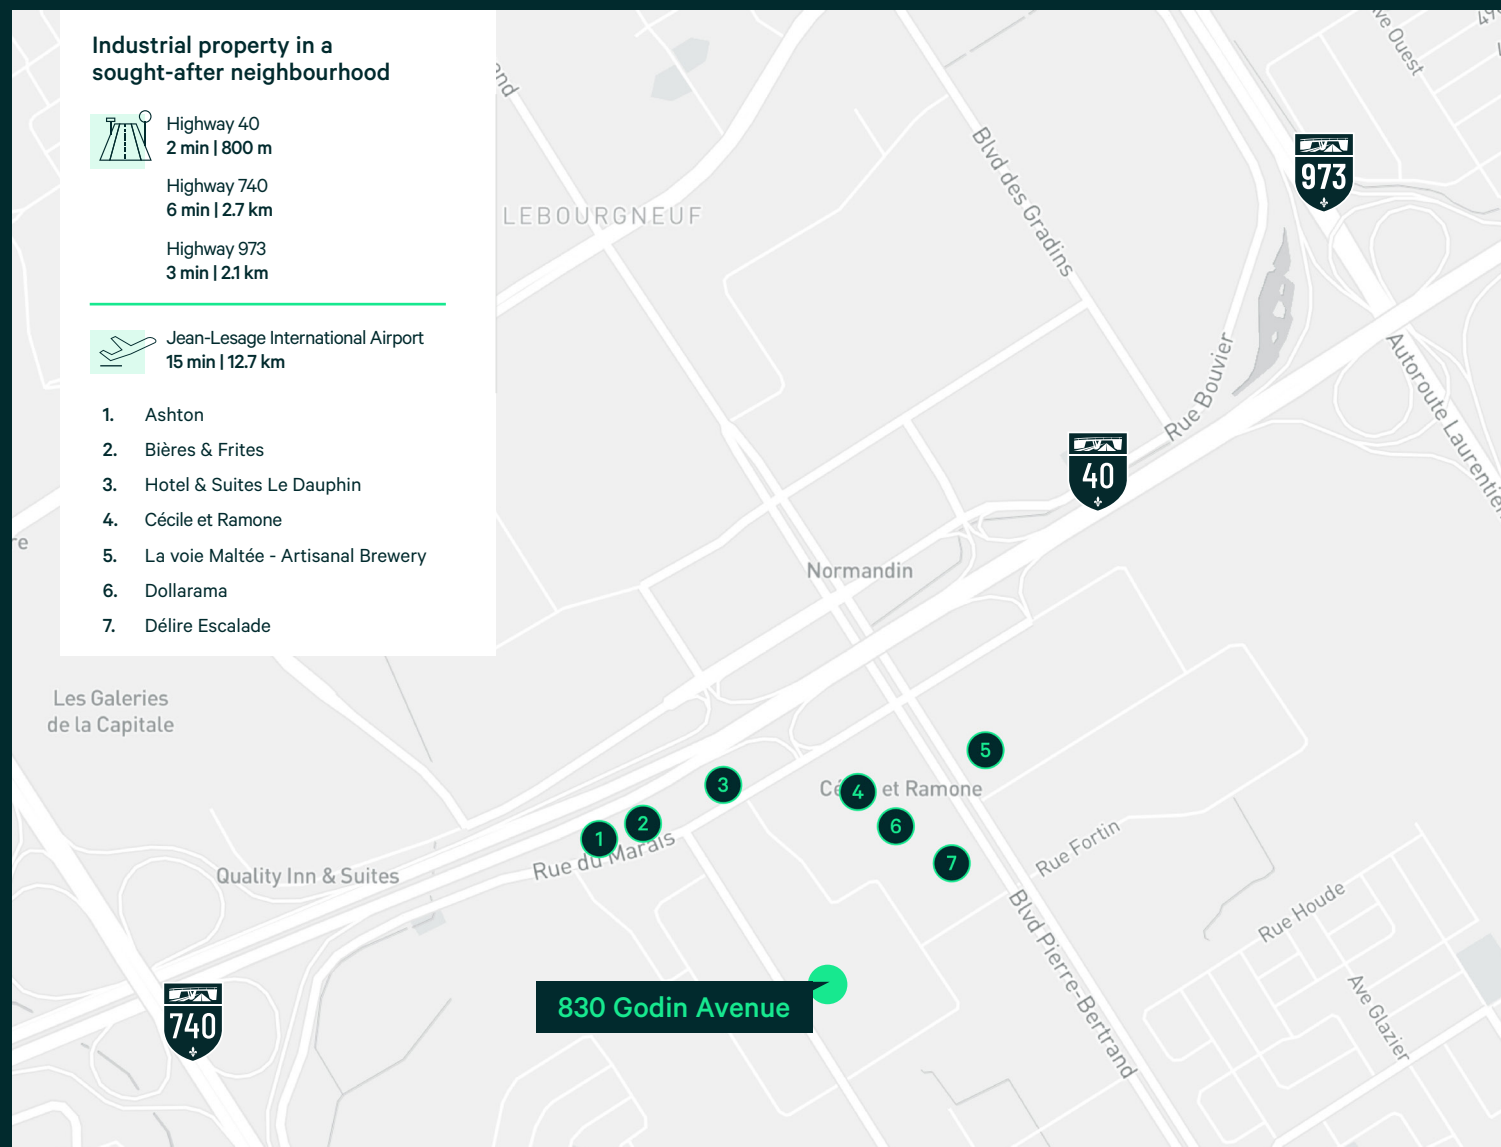 Industrial property in a
sought-after neighbourhood
Highway 40
2 min | 800 m
Highway 740
6 min | 2.7 km
Highway 973
3 min | 2.1 km
Jean-Lesage International Airport
15 min | 12.7 km
1. Ashton
2. Bières & Frites
3. Hotel & Suites Le Dauphin
4. Cécile et Ramone
5. La voie Maltée - Artisanal Brewery
6. Dollarama
7. Délire Escalade
Ouest
Blvd des Gradins
973
LEBOURGNEUF
Rue Bouvier
40
Normandin
Les Galeries
de la Capitale
5
3
4
et Ramone
6
2
1
7
Rue du Marais
Rue Fortin
Quality Inn & Suites
Rue Houde
Blvd Pierre-Bertrand
Ave Glazier
830 Godin Avenue
740
Autoroute